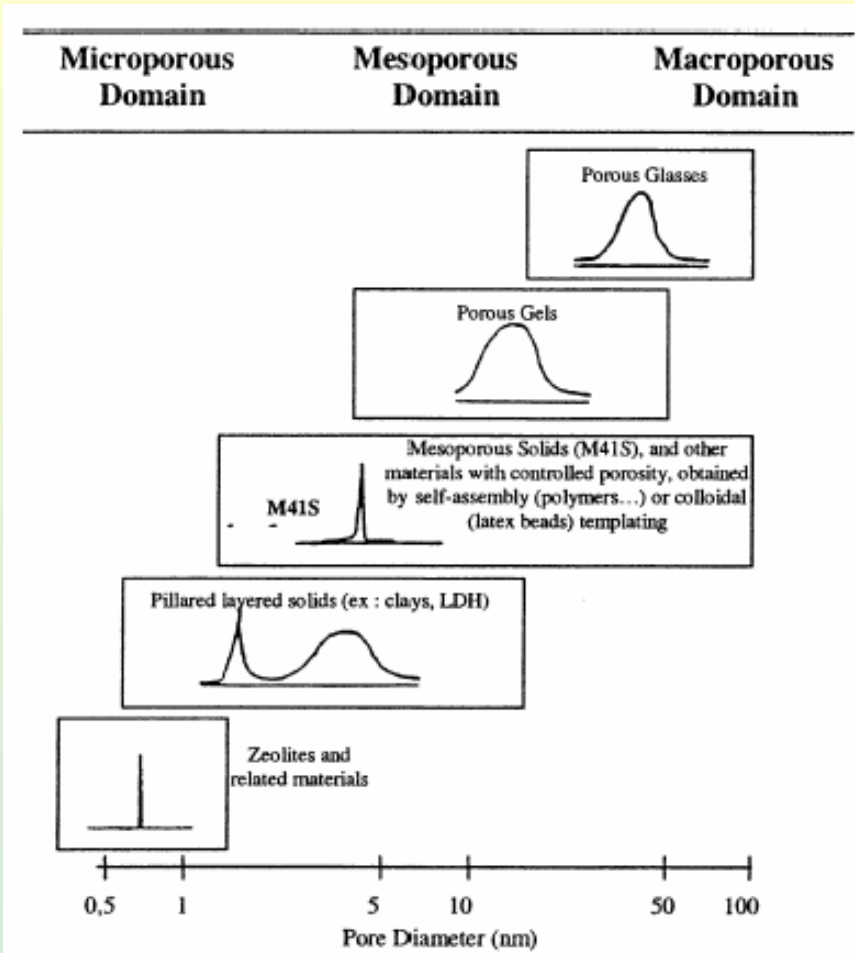 Microporous Domain
Mesoporous Domain
Macroporous Domain
Porous Glasses
Porous Gels
Mesoporous Solids (M41S), and other
materials with controlled porosity, obtained
by self-assembly (polymers...) or colloidal
(latex beads) templating
M41S
Pillared layered solids (ex : clays, LDH)
Zeolites and
related materials
0,5 1 5 10 50 100
Pore Diameter (nm)